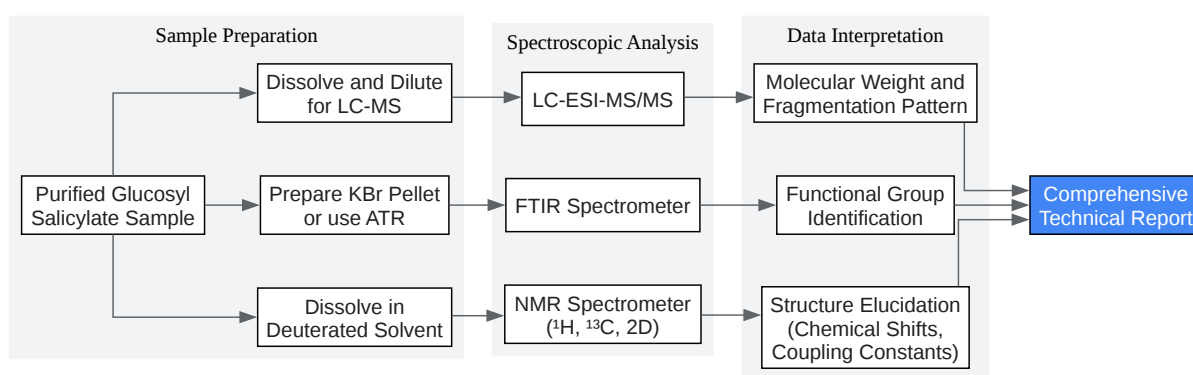 Sample Preparation
Spectroscopic Analysis
Data Interpretation
Dissolve and Dilute
for LC-MS
LC-ESI-MS/MS
Molecular Weight and
Fragmentation Pattern
Purified Glucosyl
Salicylate Sample
Prepare KBr Pellet
or use ATR
FTIR Spectrometer
Functional Group
Identification
Comprehensive
Technical Report
Dissolve in
Deuterated Solvent
NMR Spectrometer
(¹H, ¹³C, 2D)
Structure Elucidation
(Chemical Shifts,
Coupling Constants)